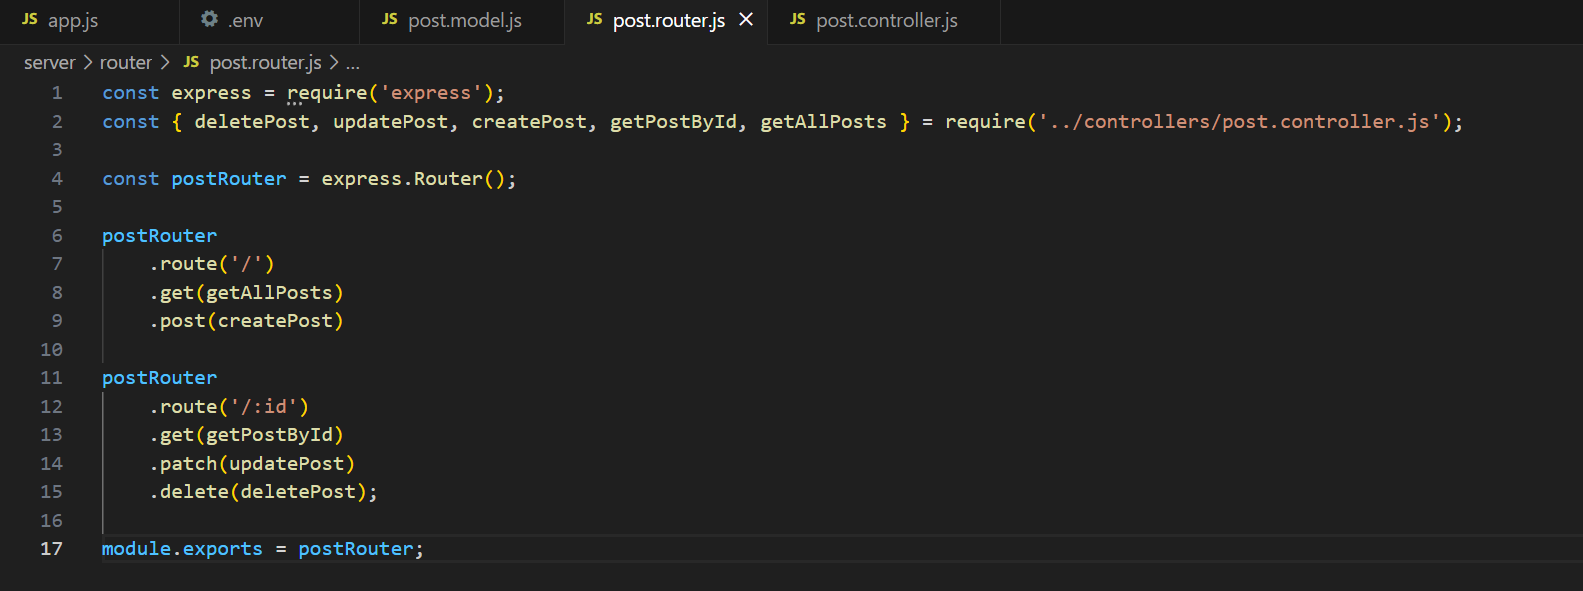 JS app.js .env JS post.model.js JS post.router.js JS post.controller.js
server > router > JS post.router.js > ...
1 const express = require('express');
2 const { deletePost, updatePost, createPost, getPostById, getAllPosts } = require('../controllers/post.controller.js');
3
4 const postRouter = express.Router();
5
6 postRouter
7     .route('/')
8     .get(getAllPosts)
9     .post(createPost)
10
11 postRouter
12     .route('/:id')
13     .get(getPostById)
14     .patch(updatePost)
15     .delete(deletePost);
16
17 module.exports = postRouter;